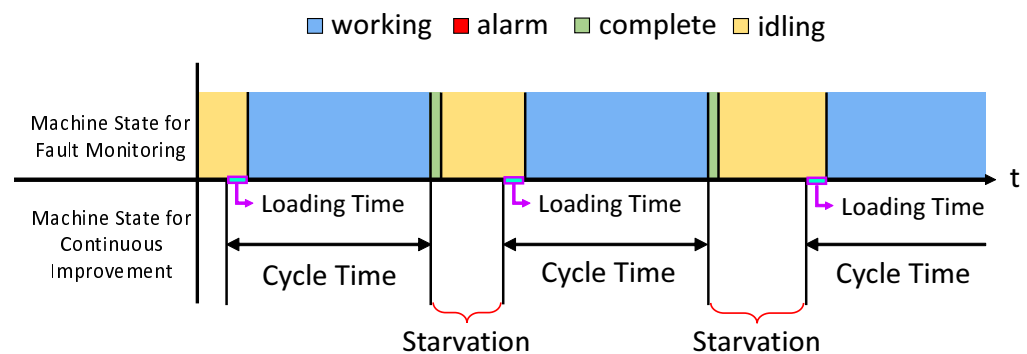 working alarm complete idling
Machine State for
Fault Monitoring
t
Machine State for
Continuous
Improvement
Loading Time
Loading Time
Loading Time
Cycle Time
Cycle Time
Cycle Time
Starvation
Starvation